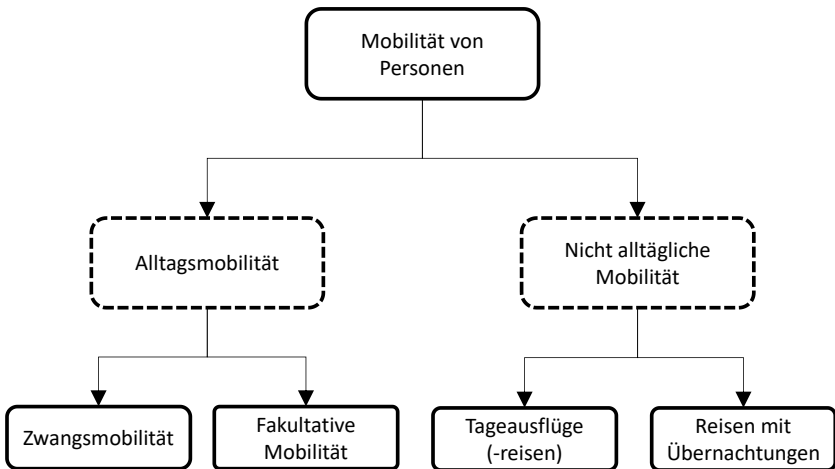 Mobilität von
Personen
Alltagsmobilität
Nicht alltägliche
Mobilität
Zwangsmobilität
Fakultative
Mobilität
Tageausflüge
(-reisen)
Reisen mit
Übernachtungen